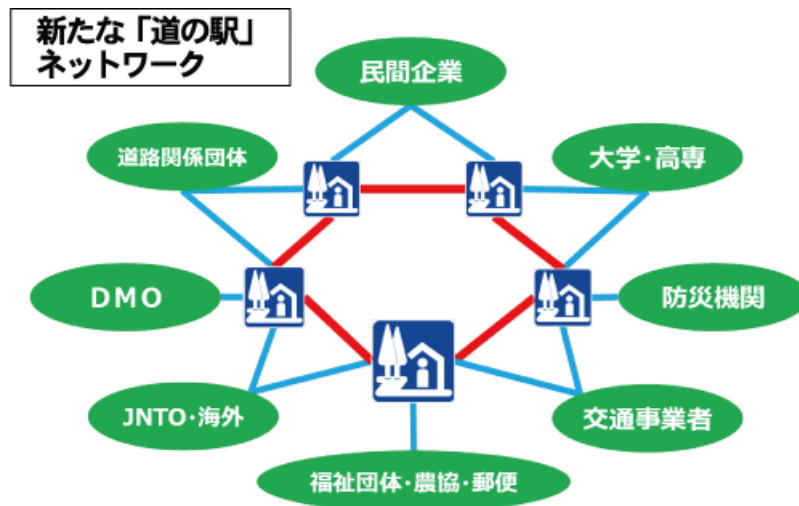 新たな「道の駅」
ネットワーク
民間企業
道路関係団体
大学・高専
DMO
防災機関
JNTO・海外
交通事業者
福祉団体・農協・郵便